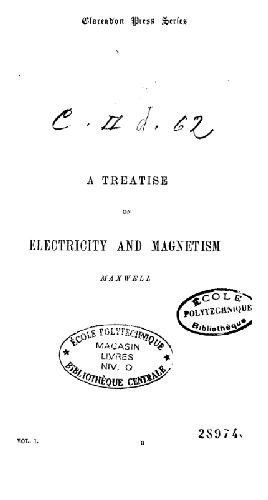 Clarendon Press Series
C. II d. 62
A TREATISE
ON
ELECTRICITY AND MAGNETISM
MAXWELL
ÉCOLE
POLYTECHNIQUE
Bibliothèque
ÉCOLE POLYTECHNIQUE
MAGASIN
LIVRES
NIV. 0
BIBLIOTHÈQUE CENTRALE
VOL. I.
B
28974.